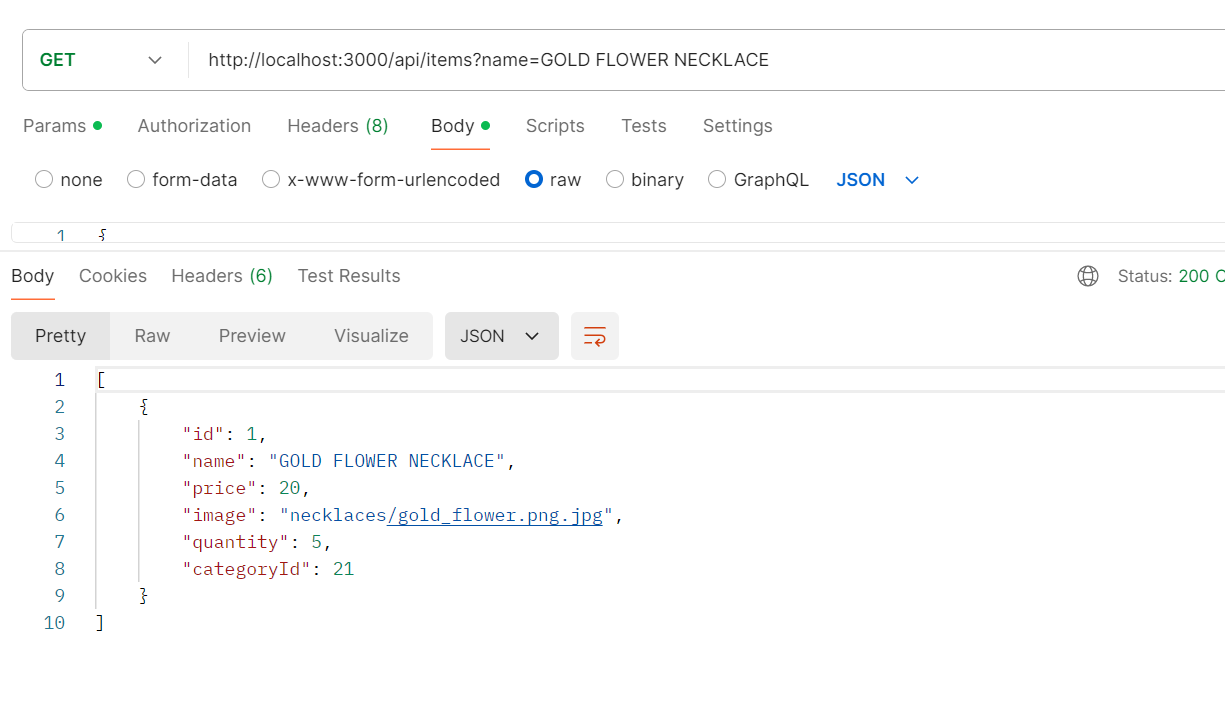 GET http://localhost:3000/api/items?name=GOLD FLOWER NECKLACE
Params Authorization Headers (8) Body Scripts Tests Settings
none form-data x-www-form-urlencoded raw binary GraphQL JSON
1 {
Body Cookies Headers (6) Test Results Status: 200 O
Pretty Raw Preview Visualize JSON
1 [
2 {
3 "id": 1,
4 "name": "GOLD FLOWER NECKLACE",
5 "price": 20,
6 "image": "necklaces/gold_flower.png.jpg",
7 "quantity": 5,
8 "categoryId": 21
9 }
10 ]